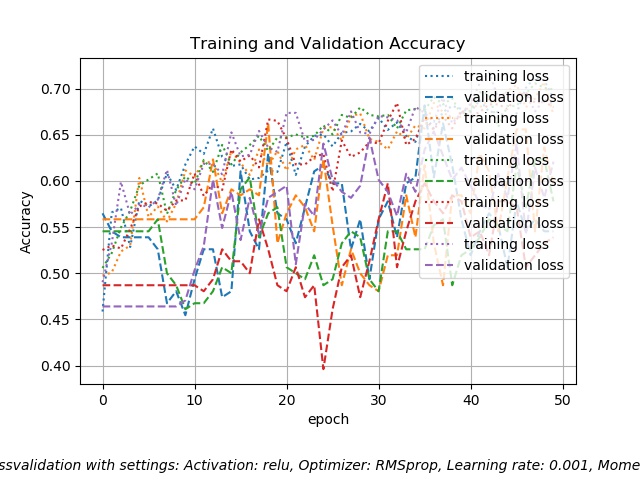 Training and Validation Accuracy
training loss
validation loss
training loss
validation loss
training loss
validation loss
training loss
validation loss
training loss
validation loss
Accuracy
0.70
0.65
0.60
0.55
0.50
0.45
0.40
0 10 20 30 40 50
epoch
ssvalidation with settings: Activation: relu, Optimizer: RMSprop, Learning rate: 0.001, Mome